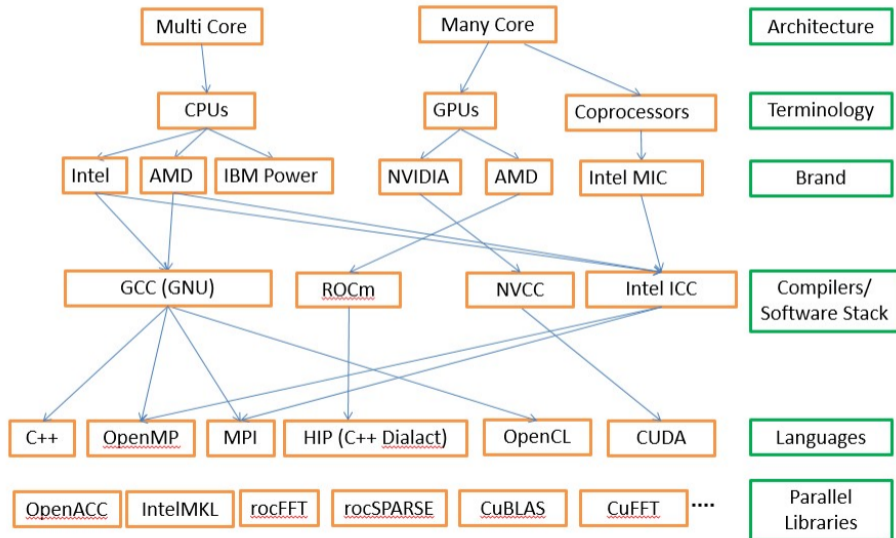 Multi Core
Many Core
Architecture
CPUs
GPUs
Coprocessors
Terminology
Intel
AMD
IBM Power
NVIDIA
AMD
Intel MIC
Brand
GCC (GNU)
ROCm
NVCC
Intel ICC
Compilers/
Software Stack
C++
OpenMP
MPI
HIP (C++ Dialact)
OpenCL
CUDA
Languages
OpenACC
IntelMKL
rocFFT
rocSPARSE
CuBLAS
CuFFT
....
Parallel
Libraries